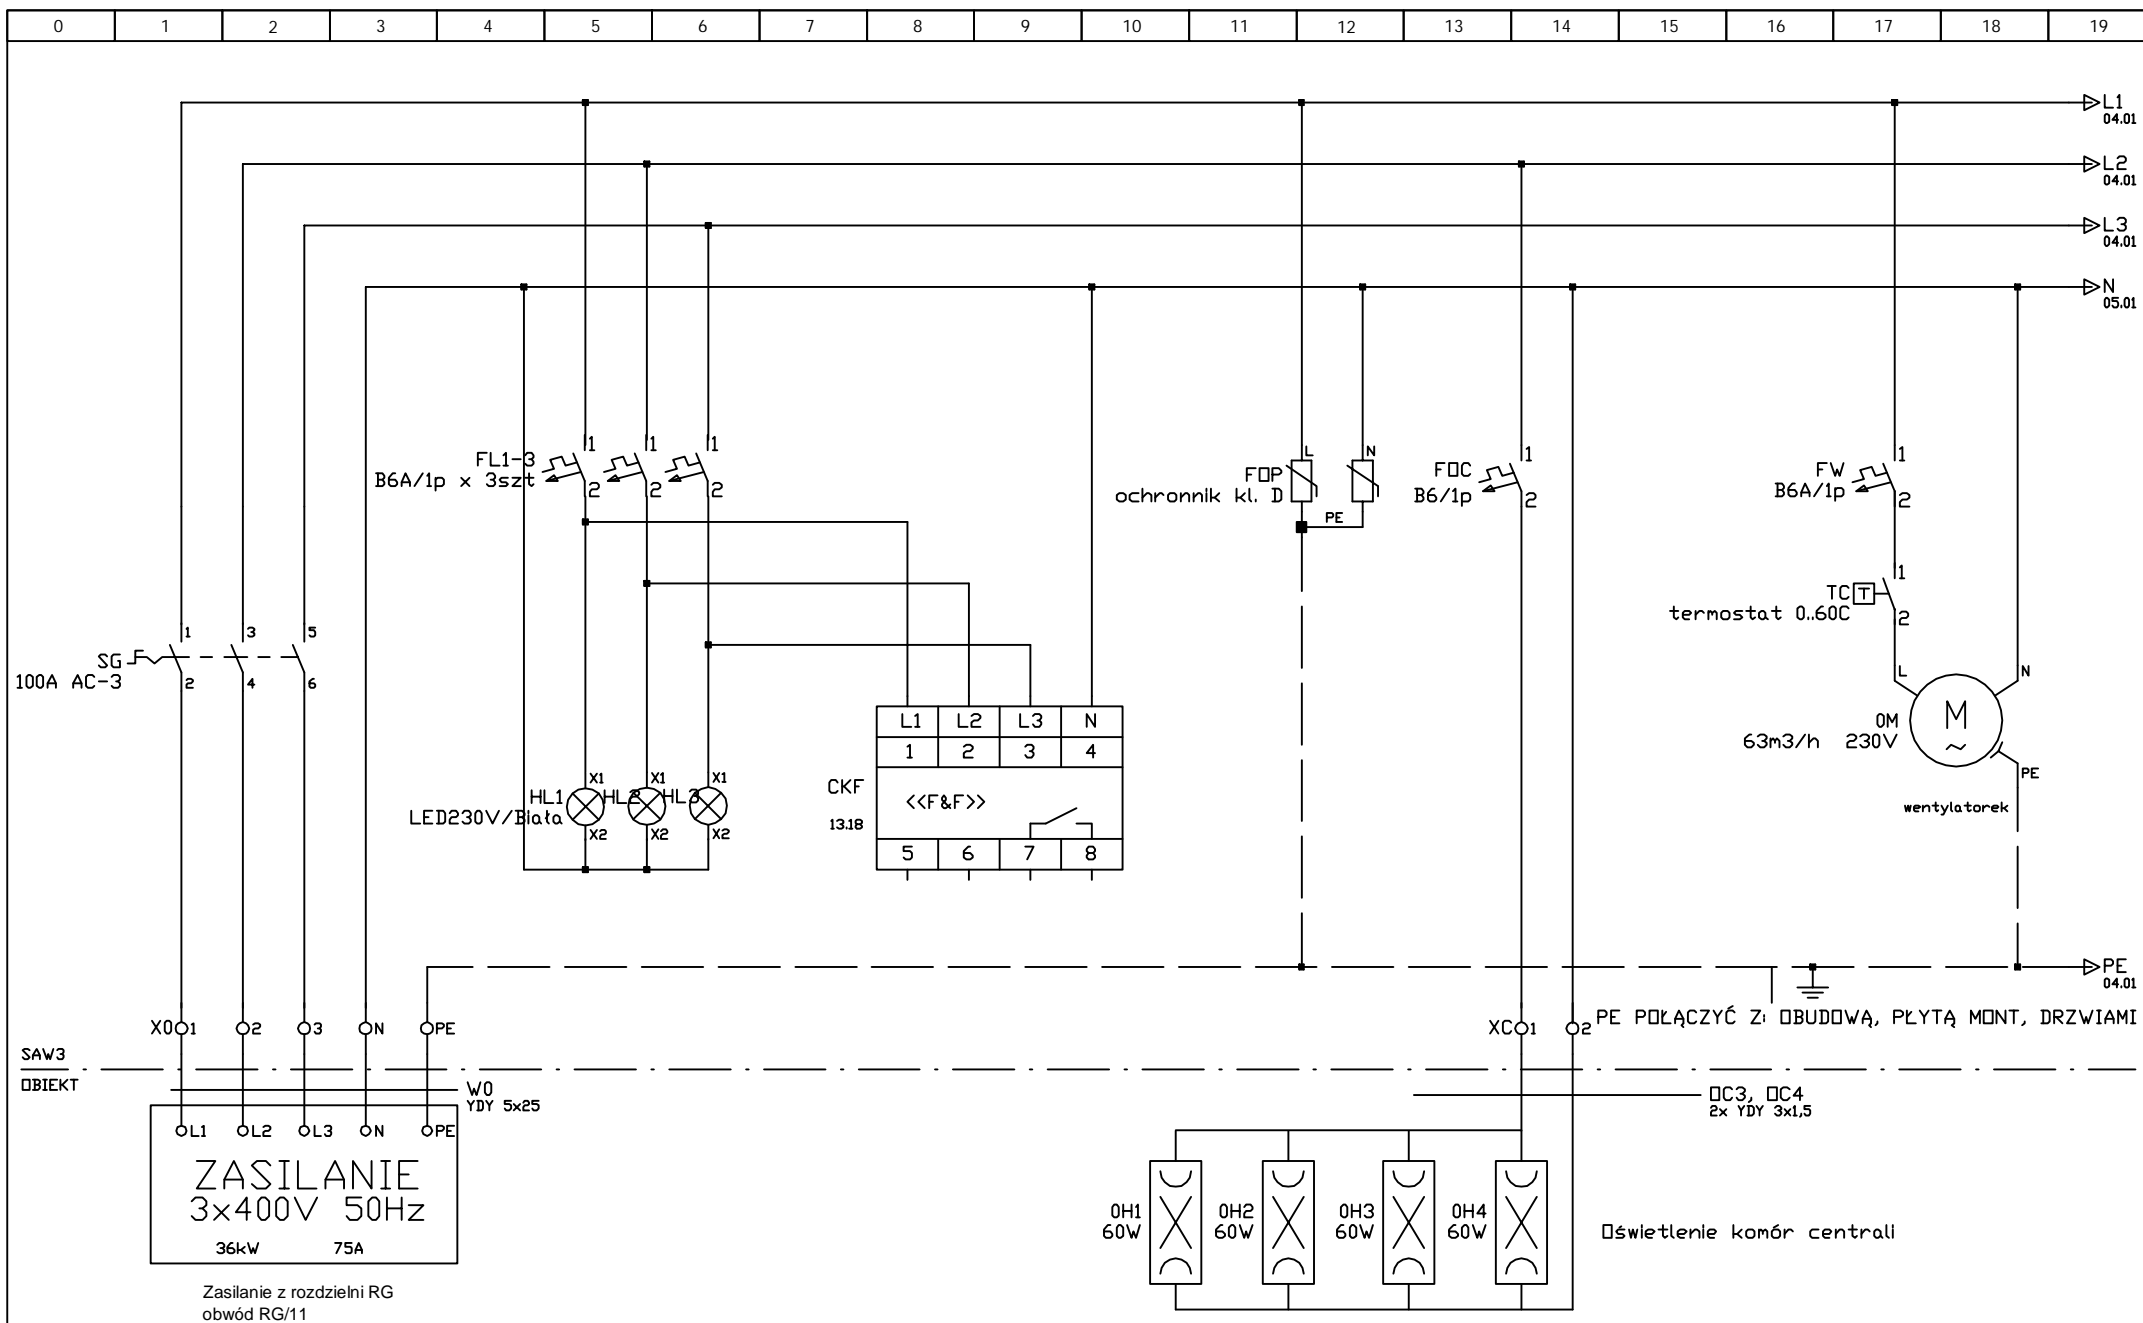 0 1 2 3 4 5 6 7 8 9 10 11 12 13 14 15 16 17 18 19
L1
04.01
L2
04.01
L3
04.01
N
05.01
FL1-3
B6A/1p x 3szt
1 1 1
2 2 2
FOP
ochronnik kl. D
L N
PE
FOC
B6/1p
1
2
FW
B6A/1p
1
2
TC T
termostat 0..60C
1
2
SG
100A AC-3
1 3 5
2 4 6
L N
0M
63m3/h 230V
M
~
PE
wentylatorek
L1 L2 L3 N
1 2 3 4
CKF
13.18
<<F&F>>
5 6 7 8
HL1 HL2 HL3
LED230V/Biała
X1 X1 X1
X2 X2 X2
PE
04.01
X0 1 2 3 N PE
XC 1 2
PE POŁĄCZYĆ Z: OBUDOWĄ, PŁYTĄ MONT, DRZWIAMI
SAW3
OBIEKT
W0
YDY 5x25
OC3, OC4
2x YDY 3x1,5
L1 L2 L3 N PE
ZASILANIE
3x400V 50Hz
36kW 75A
Zasilanie z rozdzielni RG
obwód RG/11
0H1
60W
0H2
60W
0H3
60W
0H4
60W
Oświetlenie komór centrali